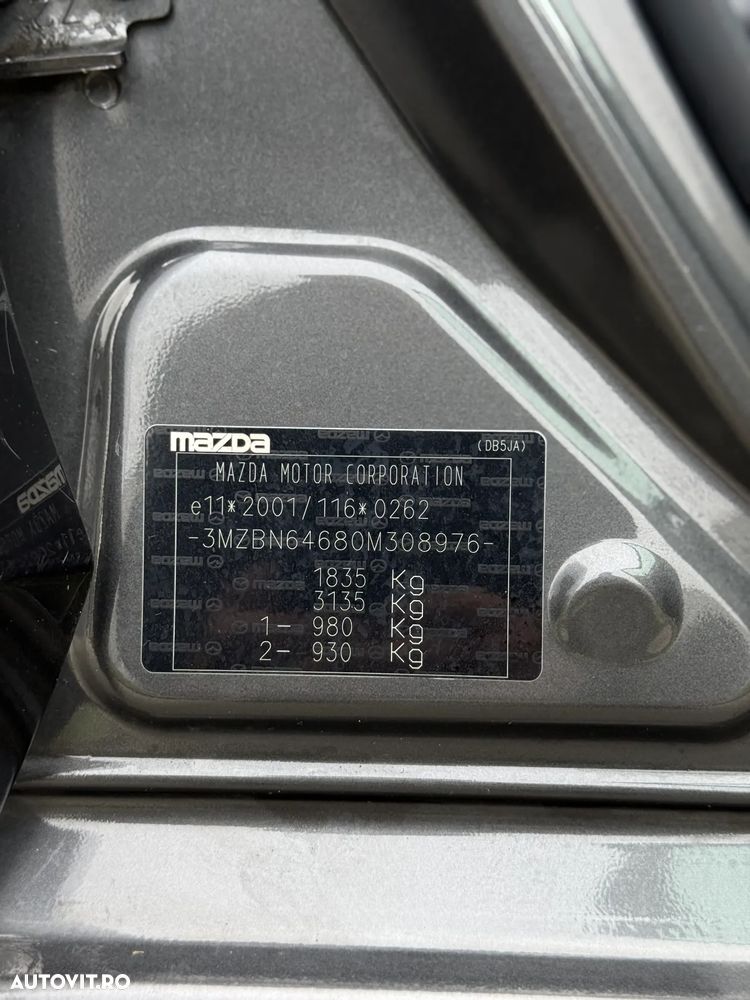 mazda
(DB5JA)
MAZDA MOTOR CORPORATION
e11*2001/116*0262
-3MZBN64680M308976-
1835 Kg
3135 Kg
1- 980 Kg
2- 930 Kg
AUTOVIT.RO